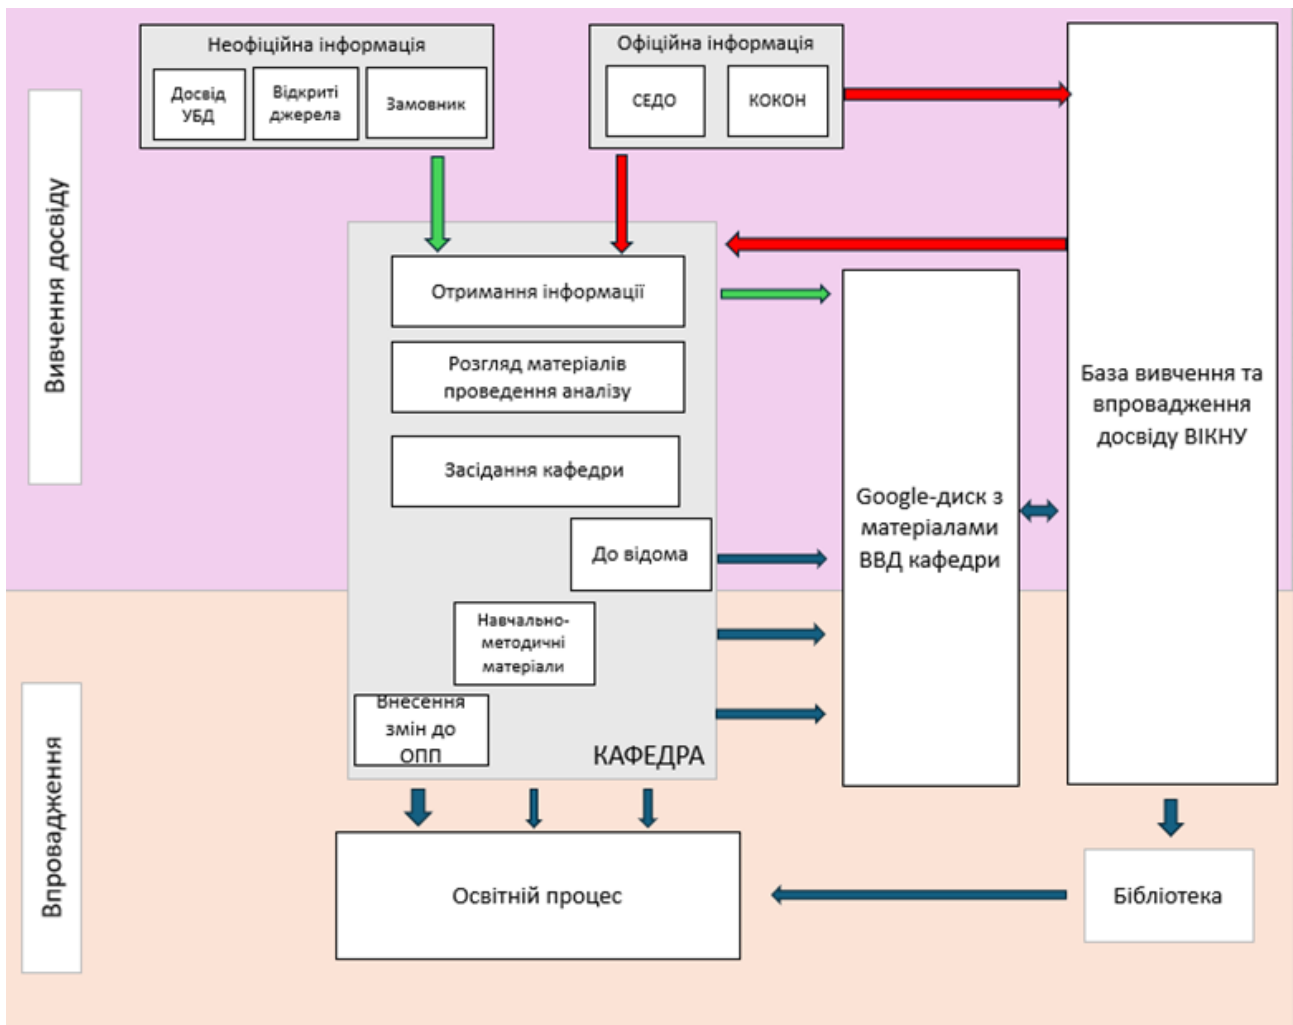 Неофіційна інформація
Досвід
УБД
Відкриті
джерела
Замовник
Офіційна інформація
СЕДО
КОКОН
Вивчення досвіду
Отримання інформації
Розгляд матеріалів
проведення аналізу
Засідання кафедри
До відома
Навчально-
методичні
матеріали
Внесення
змін до
ОПП
КАФЕДРА
Google-диск з
матеріалами
ВВД кафедри
База вивчення та
впровадження
досвіду ВІКНУ
Впровадження
Освітній процес
Бібліотека